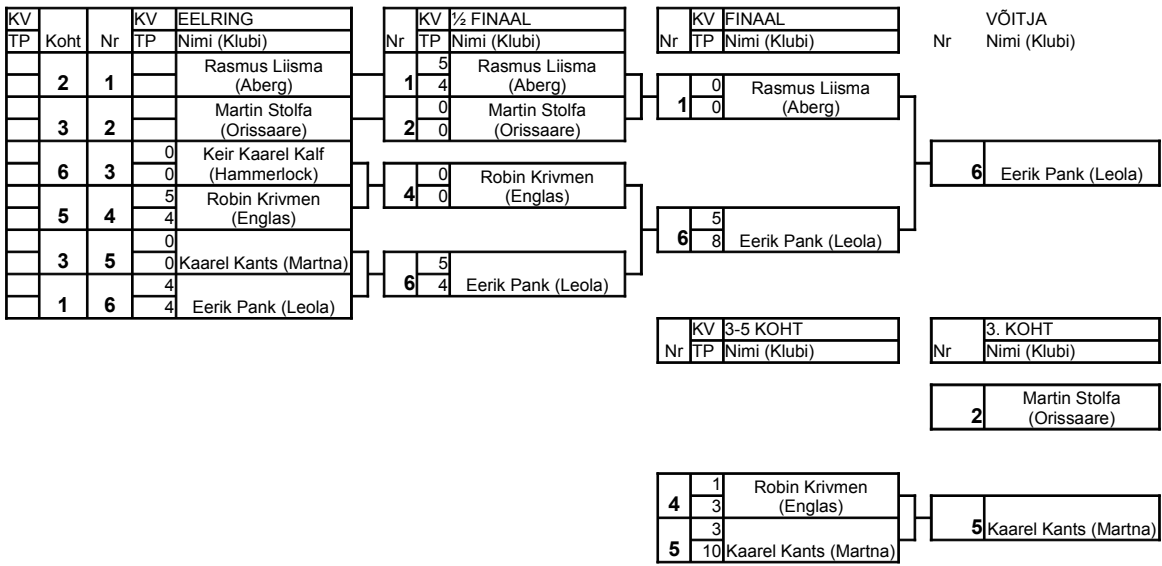 KV KV EELRING KV ½ FINAAL KV FINAAL VÕITJA
TP Koht Nr TP Nimi (Klubi) Nr TP Nimi (Klubi) Nr TP Nimi (Klubi) Nr Nimi (Klubi)
2 1 Rasmus Liisma
(Aberg)
3 2 Martin Stolfa
(Orissaare)
6 3 0 Keir Kaarel Kalf
0 (Hammerlock)
5 4 5 Robin Krivmen
4 (Englas)
3 5 0
0 Kaarel Kants (Martna)
1 6 4
4 Eerik Pank (Leola)
1 5 Rasmus Liisma
4 (Aberg)
2 0 Martin Stolfa
0 (Orissaare)
4 0 Robin Krivmen
0 (Englas)
6 5
4 Eerik Pank (Leola)
1 0 Rasmus Liisma
0 (Aberg)
6 5
8 Eerik Pank (Leola)
6 Eerik Pank (Leola)
KV 3-5 KOHT 3. KOHT
Nr TP Nimi (Klubi) Nr Nimi (Klubi)
2 Martin Stolfa
(Orissaare)
4 1 Robin Krivmen
3 (Englas)
5 3
10 Kaarel Kants (Martna)
5 Kaarel Kants (Martna)